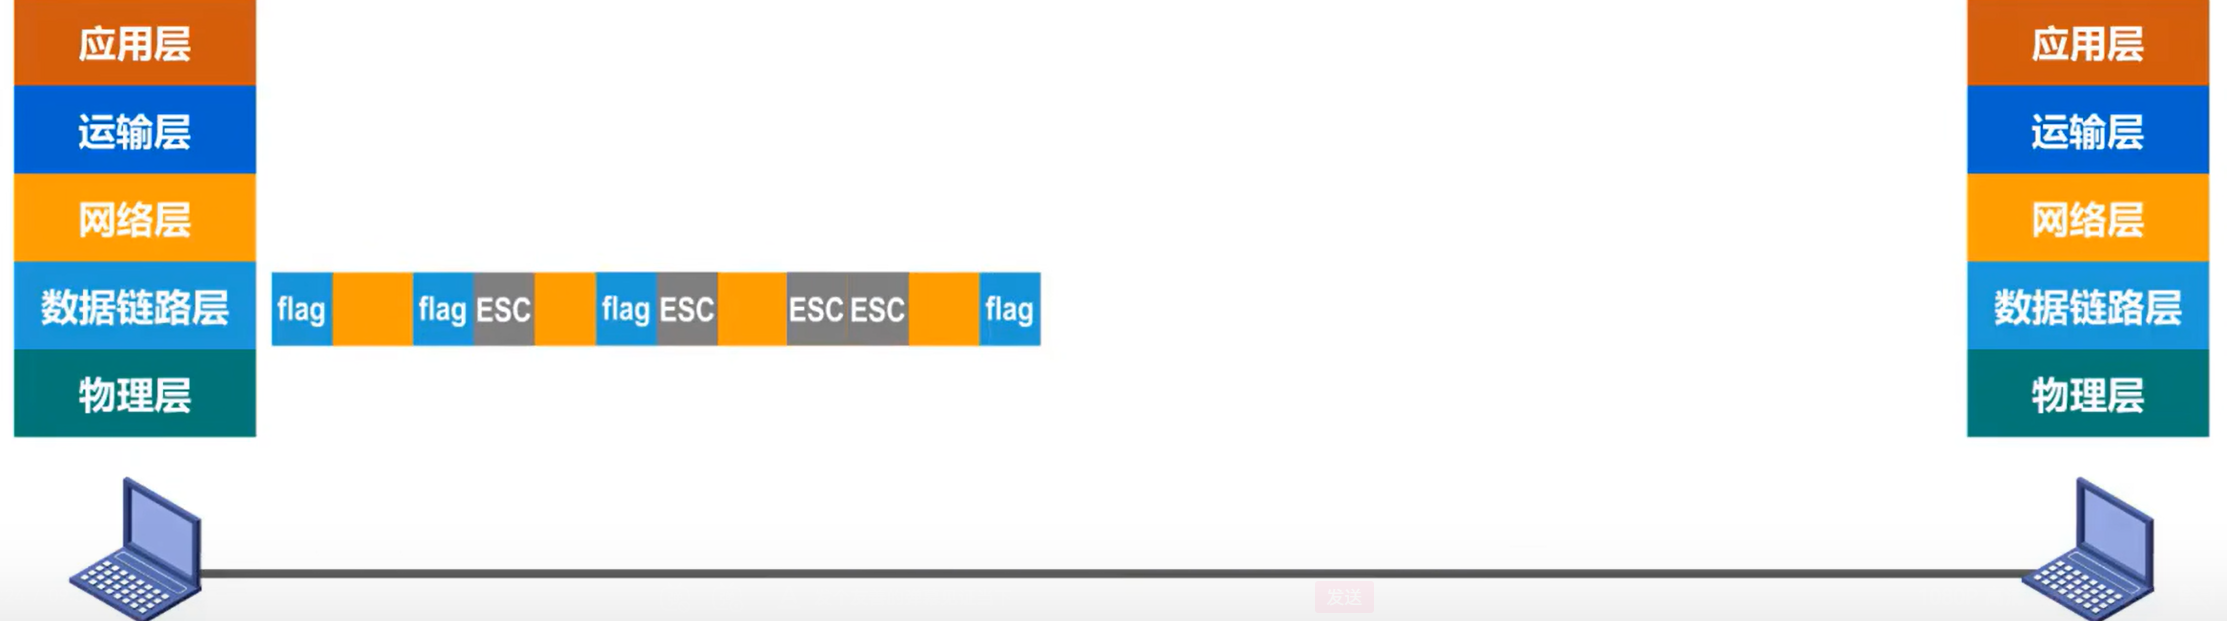 应用层
运输层
网络层
数据链路层
物理层
flag flag ESC flag ESC ESC ESC flag
应用层
运输层
网络层
数据链路层
物理层
发送